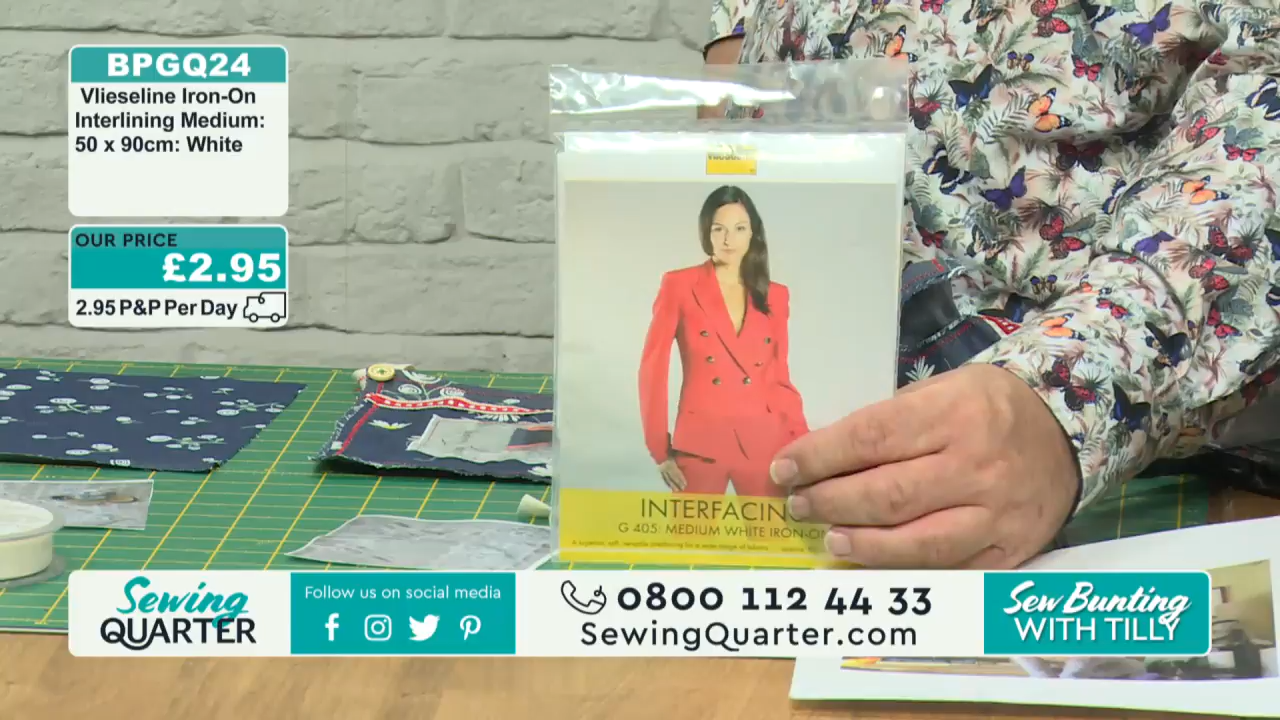 BPGQ24
Vlieseline Iron-On
Interlining Medium:
50 x 90cm: White
OUR PRICE
£2.95
2.95 P&P Per Day
INTERFACIN
G 405: MEDIUM WHITE IRON-ON
Sewing
QUARTER
Follow us on social media
0800 112 44 33
SewingQuarter.com
Sew Bunting
WITH TILLY